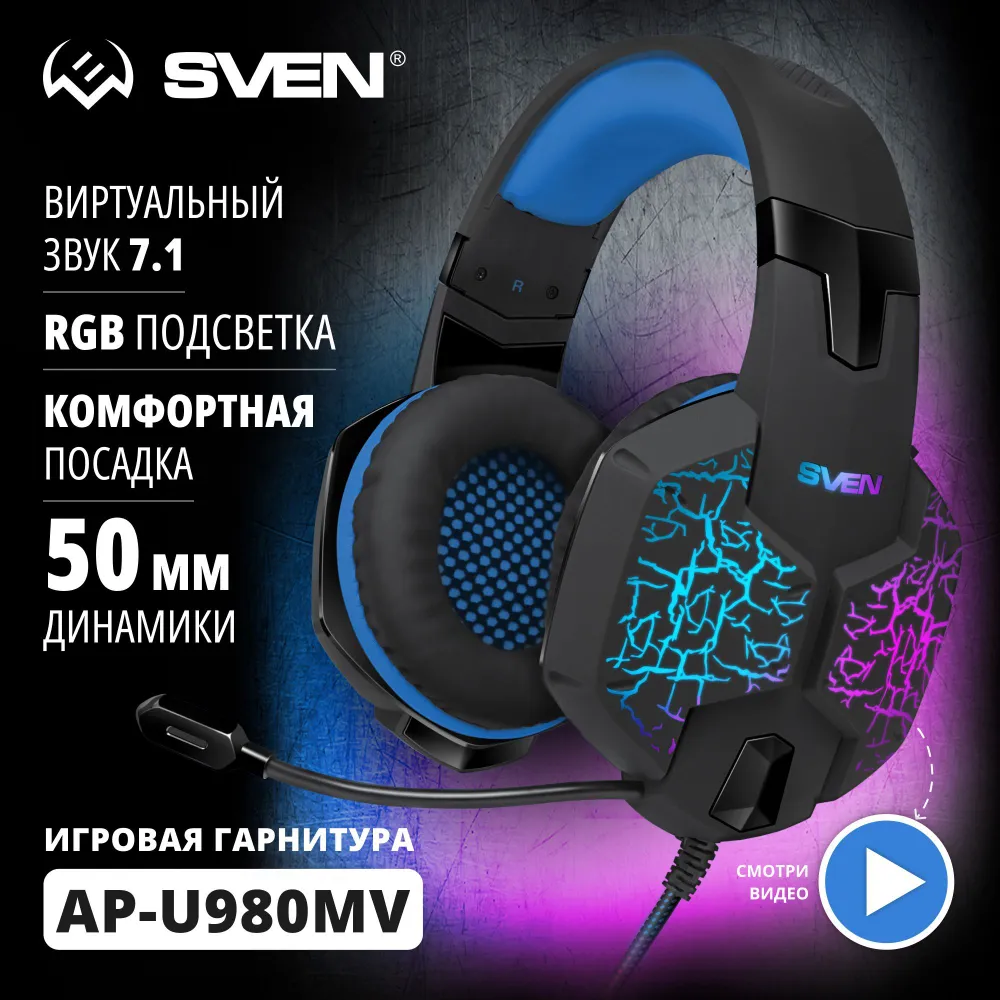 SVEN®
ВИРТУАЛЬНЫЙ
ЗВУК 7.1
RGB ПОДСВЕТКА
КОМФОРТНАЯ
ПОСАДКА
50 ММ
ДИНАМИКИ
R
SVEN
ИГРОВАЯ ГАРНИТУРА
AP-U980MV
СМОТРИ
ВИДЕО